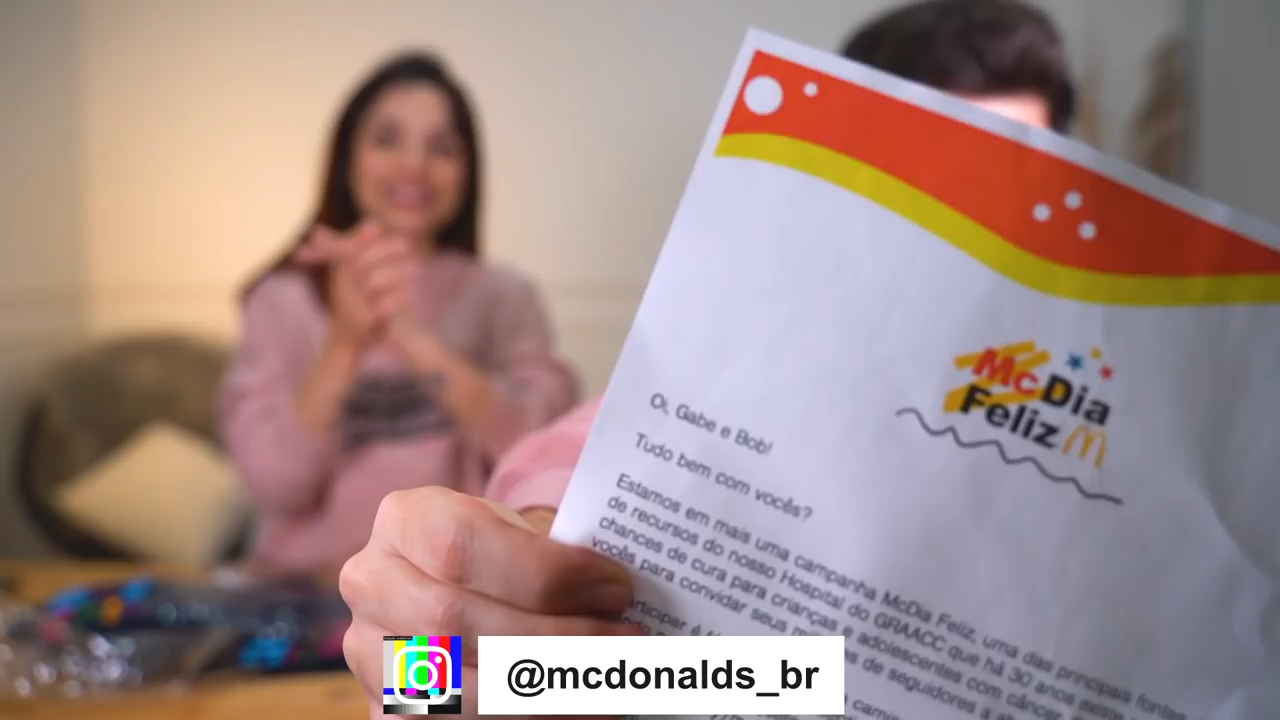 McDia
Feliz
Oi, Gabe e Bob!
Tudo bem com vocês?
Estamos em mais uma campanha McDia Feliz, uma das principais fontes
de recursos do nosso Hospital do GRAACC que há 30 anos existe
chances de cura para crianças e adolescentes com câncer
vocês para convidar seus
de seguidores a
articipar é
@mcdonalds_br